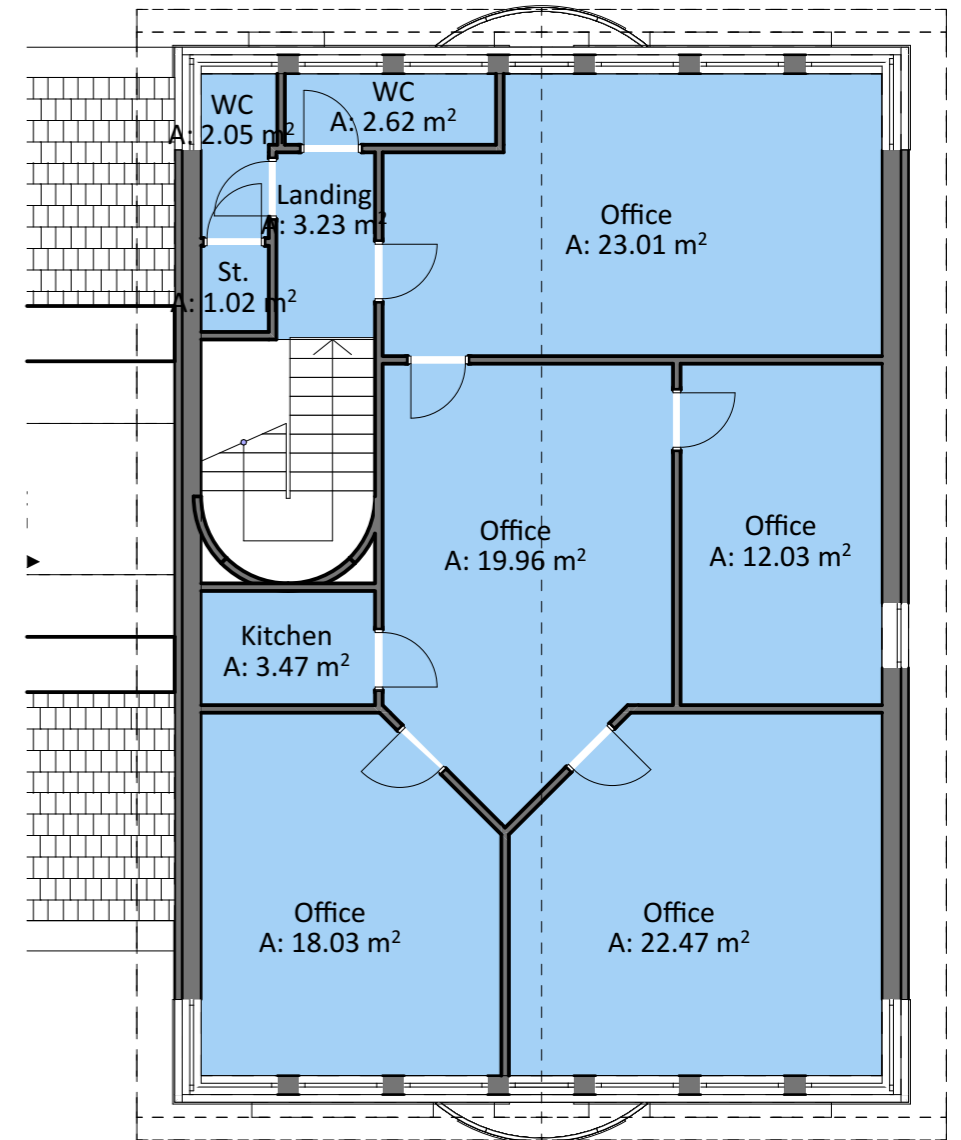 WC
A: 2.05 m²
WC
A: 2.62 m²
Landing
A: 3.23 m²
Office
A: 23.01 m²
St.
A: 1.02 m²
Office
A: 19.96 m²
Office
A: 12.03 m²
Kitchen
A: 3.47 m²
Office
A: 18.03 m²
Office
A: 22.47 m²